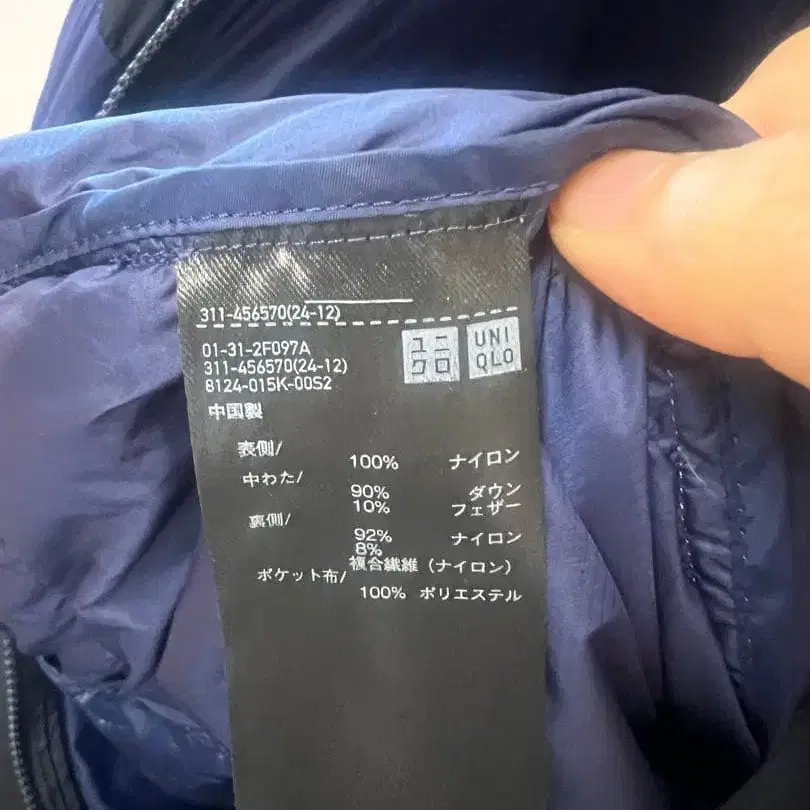 311-456570(24-12)
01-31-2F097A
311-456570(24-12)
8124-015K-00S2
ユニ
クロ
UNI
QLO
中国製
表側/
100% ナイロン
中わた/
90% ダウン
10% フェザー
裏側/
92% ナイロン
8%
複合繊維（ナイロン）
ポケット布/
100% ポリエステル